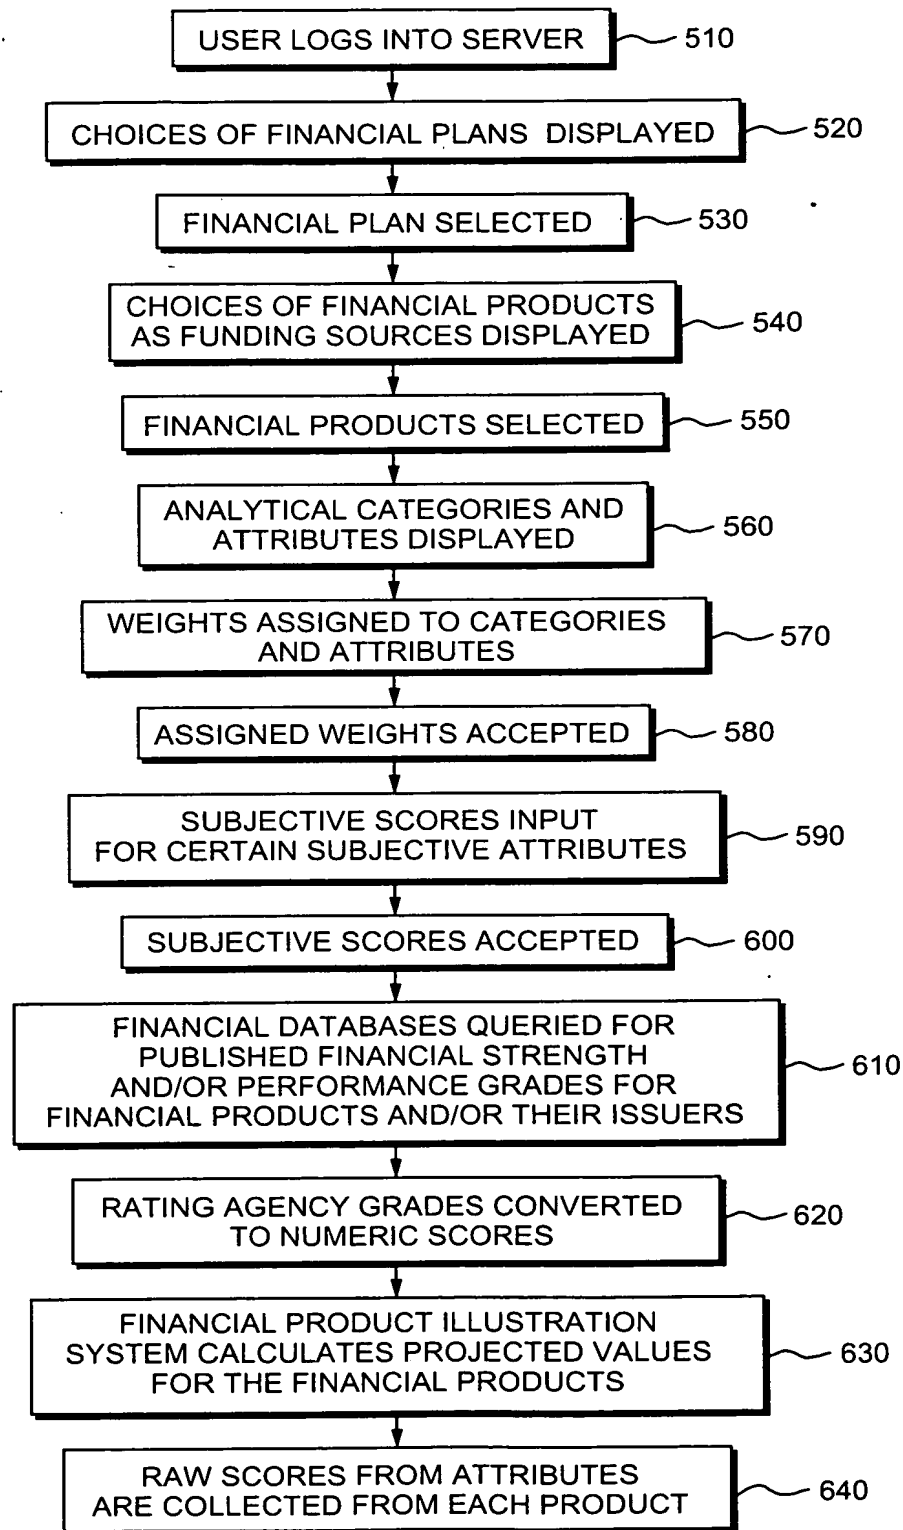 USER LOGS INTO SERVER
510
CHOICES OF FINANCIAL PLANS DISPLAYED
520
FINANCIAL PLAN SELECTED
530
CHOICES OF FINANCIAL PRODUCTS
AS FUNDING SOURCES DISPLAYED
540
FINANCIAL PRODUCTS SELECTED
550
ANALYTICAL CATEGORIES AND
ATTRIBUTES DISPLAYED
560
WEIGHTS ASSIGNED TO CATEGORIES
AND ATTRIBUTES
570
ASSIGNED WEIGHTS ACCEPTED
580
SUBJECTIVE SCORES INPUT
FOR CERTAIN SUBJECTIVE ATTRIBUTES
590
SUBJECTIVE SCORES ACCEPTED
600
FINANCIAL DATABASES QUERIED FOR
PUBLISHED FINANCIAL STRENGTH
AND/OR PERFORMANCE GRADES FOR
FINANCIAL PRODUCTS AND/OR THEIR ISSUERS
610
RATING AGENCY GRADES CONVERTED
TO NUMERIC SCORES
620
FINANCIAL PRODUCT ILLUSTRATION
SYSTEM CALCULATES PROJECTED VALUES
FOR THE FINANCIAL PRODUCTS
630
RAW SCORES FROM ATTRIBUTES
ARE COLLECTED FROM EACH PRODUCT
640